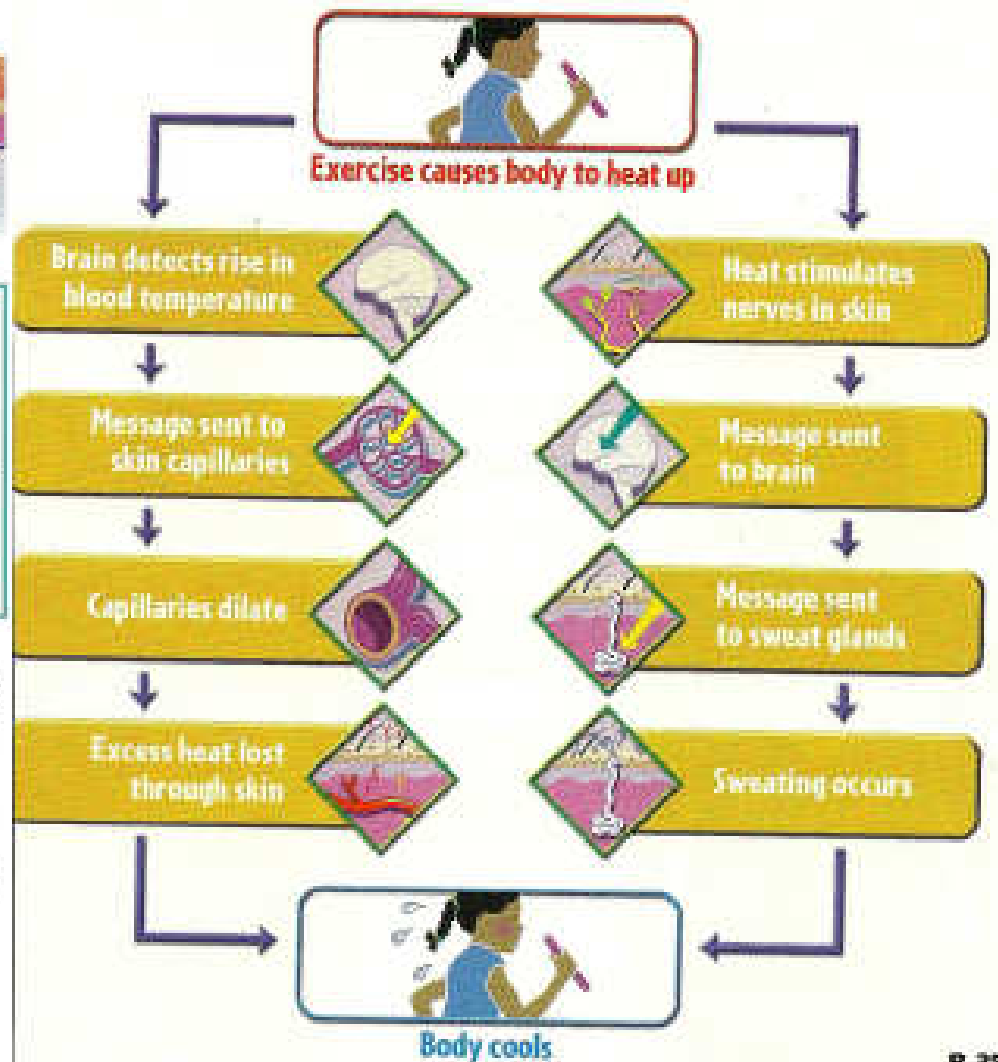 Exercise causes body to heat up
Brain detects rise in
blood temperature
Message sent to
skin capillaries
Capillaries dilate
Excess heat lost
through skin
Heat stimulates
nerves in skin
Message sent
to brain
Message sent
to sweat glands
Sweating occurs
Body cools